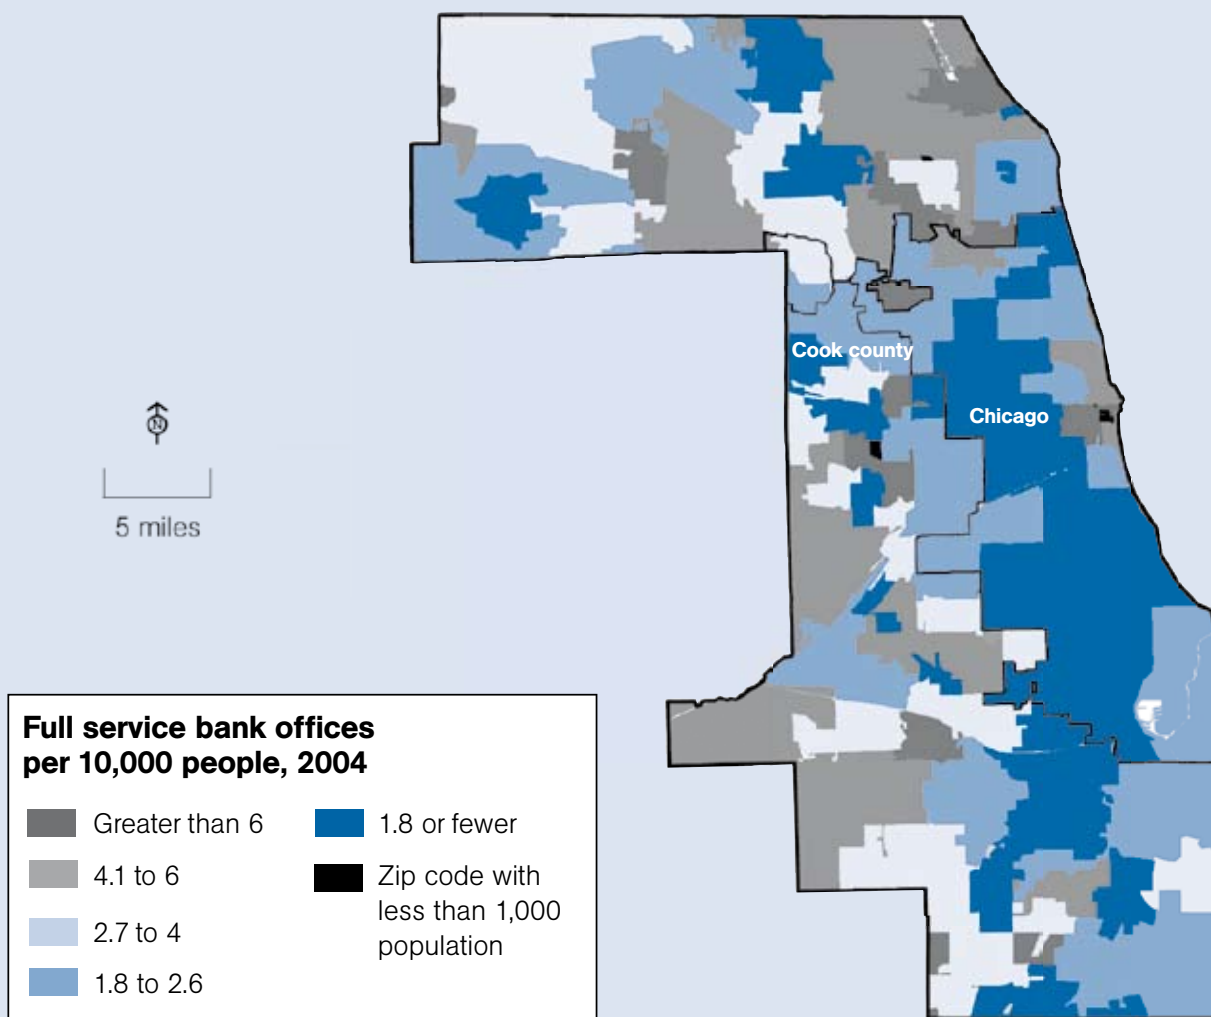 Cook county
Chicago
N
5 miles
Full service bank offices
per 10,000 people, 2004
Greater than 6
4.1 to 6
2.7 to 4
1.8 to 2.6
1.8 or fewer
Zip code with
less than 1,000
population